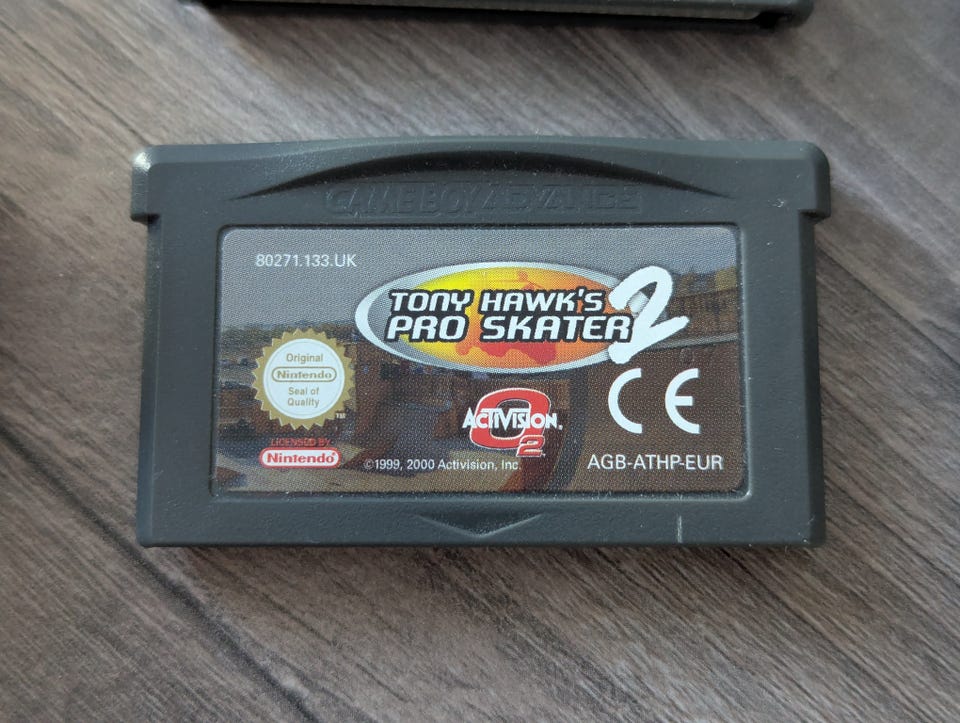 GAME BOY ADVANCE
80271.133.UK
TONY HAWK'S
PRO SKATER 2
Original
Nintendo
Seal of
Quality
TM
LICENSED BY
Nintendo®
ACTIVISION.
O2
©1999, 2000 Activision, Inc.
CE
AGB-ATHP-EUR